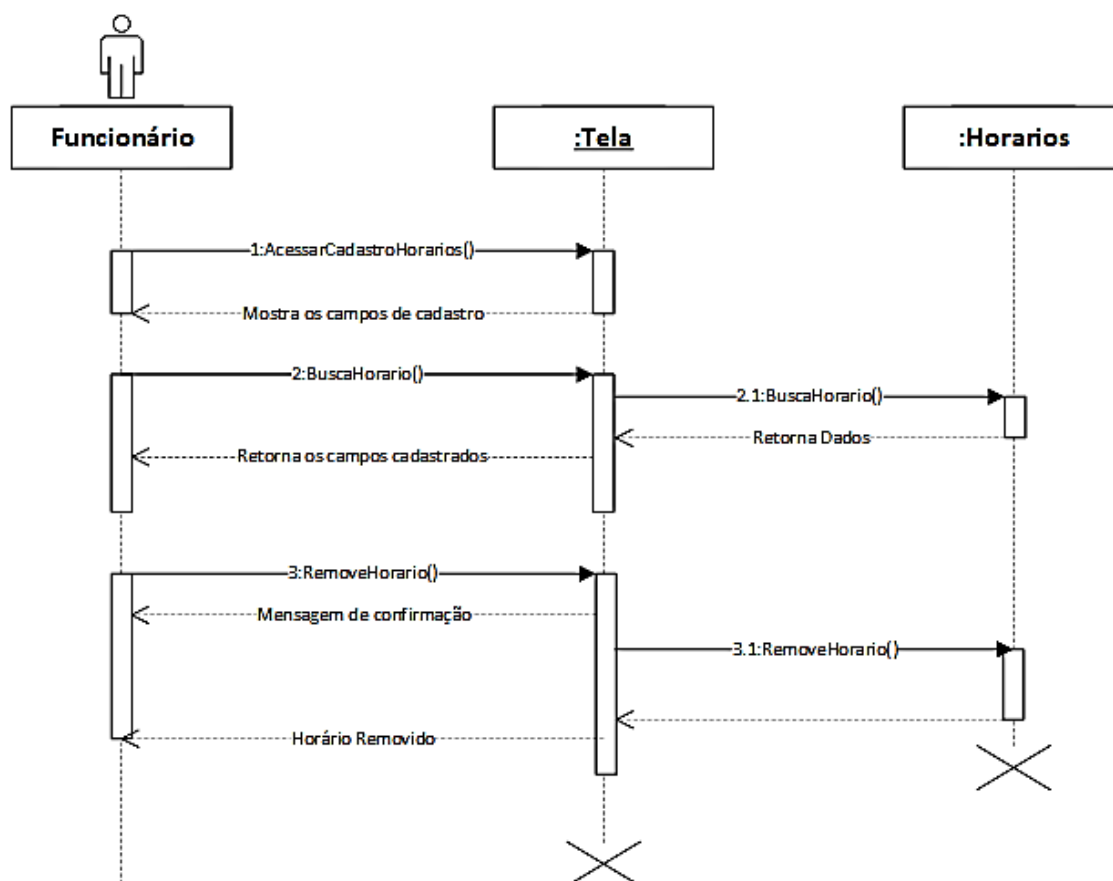 Funcionário
:Tela
:Horarios
1:AcessarCadastroHorarios()
Mostra os campos de cadastro
2:BuscaHorario()
2.1:BuscaHorario()
Retorna Dados
Retorna os campos cadastrados
3:RemoveHorario()
Mensagem de confirmação
3.1:RemoveHorario()
Horário Removido